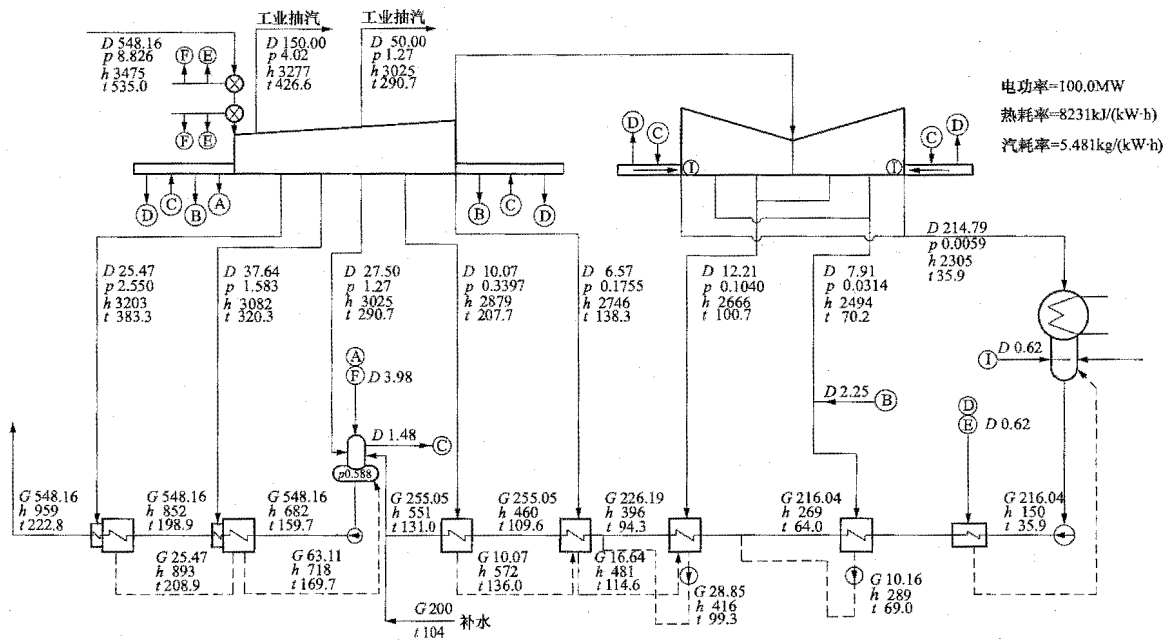 工业抽汽
D 150.00
p 4.02
h 3277
t 426.6
工业抽汽
D 50.00
p 1.27
h 3025
t 290.7
D 548.16
p 8.826
h 3475
t 535.0
F
E
F
E
电功率=100.0MW
热耗率=8231kJ/(kW·h)
汽耗率=5.481kg/(kW·h)
D
C
B
A
B
C
D
D
C
I
I
C
D
D 25.47
p 2.550
h 3203
t 383.3
D 37.64
p 1.583
h 3082
t 320.3
D 27.50
p 1.27
h 3025
t 290.7
D 10.07
p 0.3397
h 2879
t 207.7
D 6.57
p 0.1755
h 2746
t 138.3
D 12.21
p 0.1040
h 2666
t 100.7
D 7.91
p 0.0314
h 2494
t 70.2
D 214.79
p 0.0059
h 2305
t 35.9
A
F
D 3.98
D 1.48
C
p0.588
D 2.25
B
I
D 0.62
D
E
D 0.62
G 548.16
h 959
t 222.8
G 548.16
h 852
t 198.9
G 548.16
h 682
t 159.7
G 255.05
h 551
t 131.0
G 255.05
h 460
t 109.6
G 226.19
h 396
t 94.3
G 216.04
h 269
t 64.0
G 216.04
h 150
t 35.9
G 25.47
h 893
t 208.9
G 63.11
h 718
t 169.7
G 10.07
h 572
t 136.0
G 16.64
h 481
t 114.6
G 28.85
h 416
t 99.3
G 10.16
h 289
t 69.0
G 200
t 104
补水